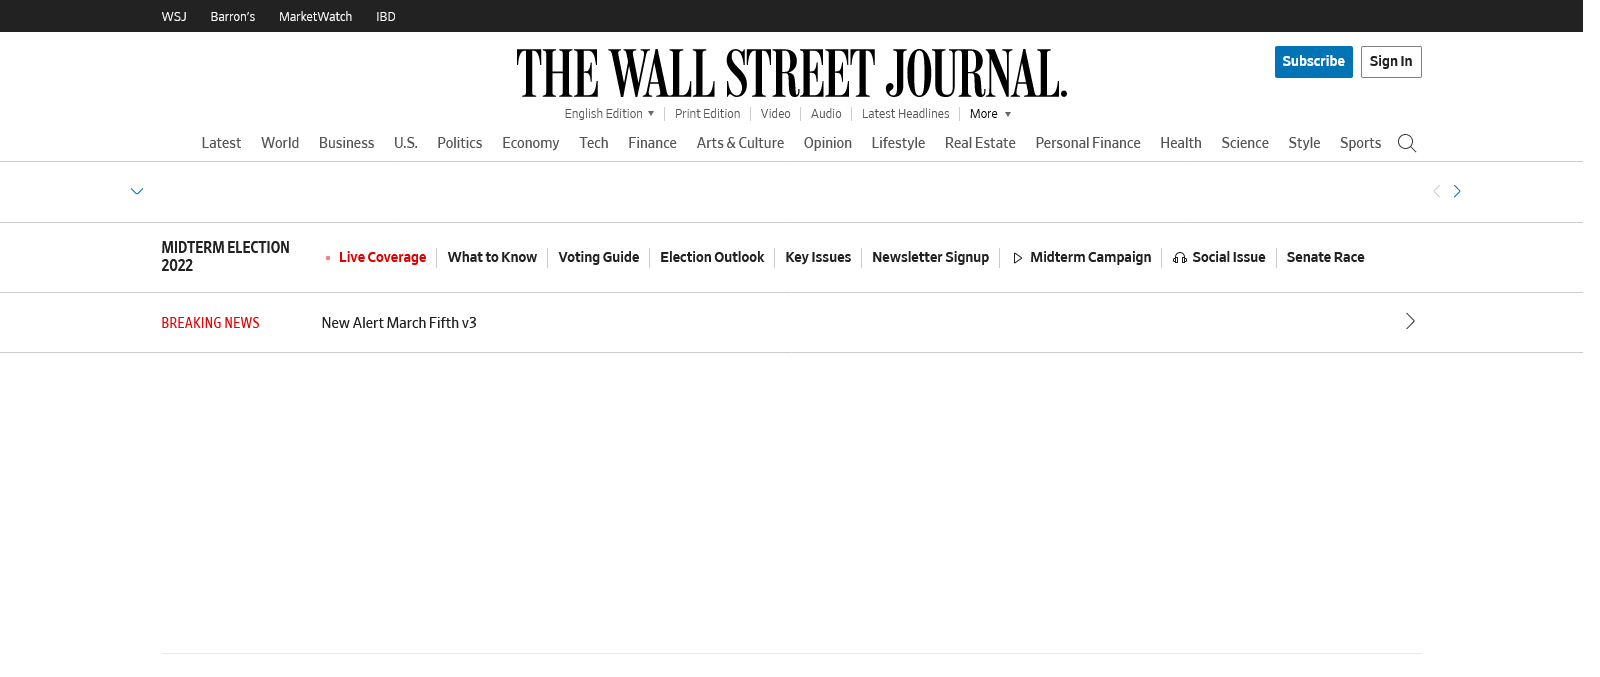 WSJ Barron's MarketWatch IBD
THE WALL STREET JOURNAL.
Subscribe Sign In
English Edition Print Edition Video Audio Latest Headlines More
Latest World Business U.S. Politics Economy Tech Finance Arts & Culture Opinion Lifestyle Real Estate Personal Finance Health Science Style Sports
MIDTERM ELECTION
2022
Live Coverage What to Know Voting Guide Election Outlook Key Issues Newsletter Signup Midterm Campaign Social Issue Senate Race
BREAKING NEWS New Alert March Fifth v3